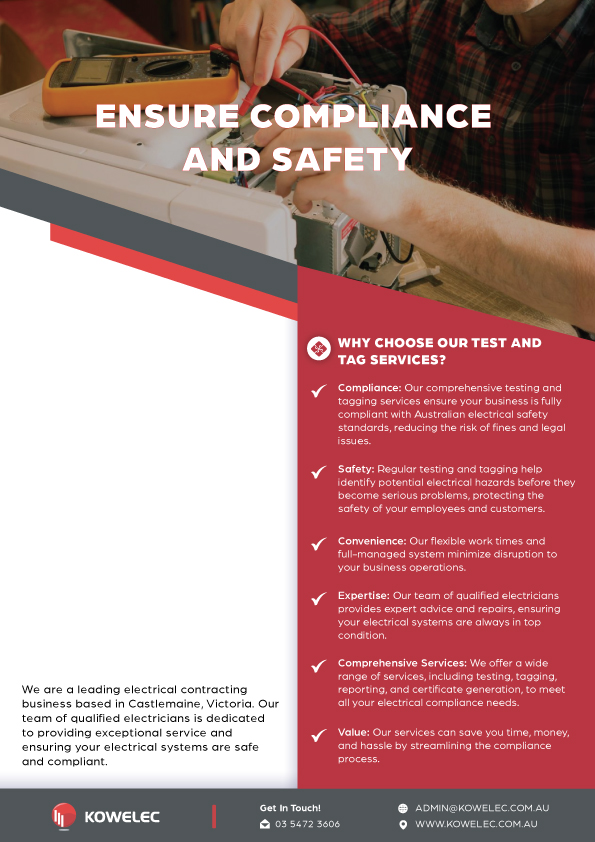 ENSURE COMPLIANCE
AND SAFETY
WHY CHOOSE OUR TEST AND
TAG SERVICES?
Compliance: Our comprehensive testing and
tagging services ensure your business is fully
compliant with Australian electrical safety
standards, reducing the risk of fines and legal
issues.
Safety: Regular testing and tagging help
identify potential electrical hazards before they
become serious problems, protecting the
safety of your employees and customers.
Convenience: Our flexible work times and
full-managed system minimize disruption to
your business operations.
Expertise: Our team of qualified electricians
provides expert advice and repairs, ensuring
your electrical systems are always in top
condition.
Comprehensive Services: We offer a wide
range of services, including testing, tagging,
reporting, and certificate generation, to meet
all your electrical compliance needs.
Value: Our services can save you time, money,
and hassle by streamlining the compliance
process.
We are a leading electrical contracting
business based in Castlemaine, Victoria. Our
team of qualified electricians is dedicated
to providing exceptional service and
ensuring your electrical systems are safe
and compliant.
KOWELEC
Get In Touch!
03 5472 3606
ADMIN@KOWELEC.COM.AU
WWW.KOWELEC.COM.AU